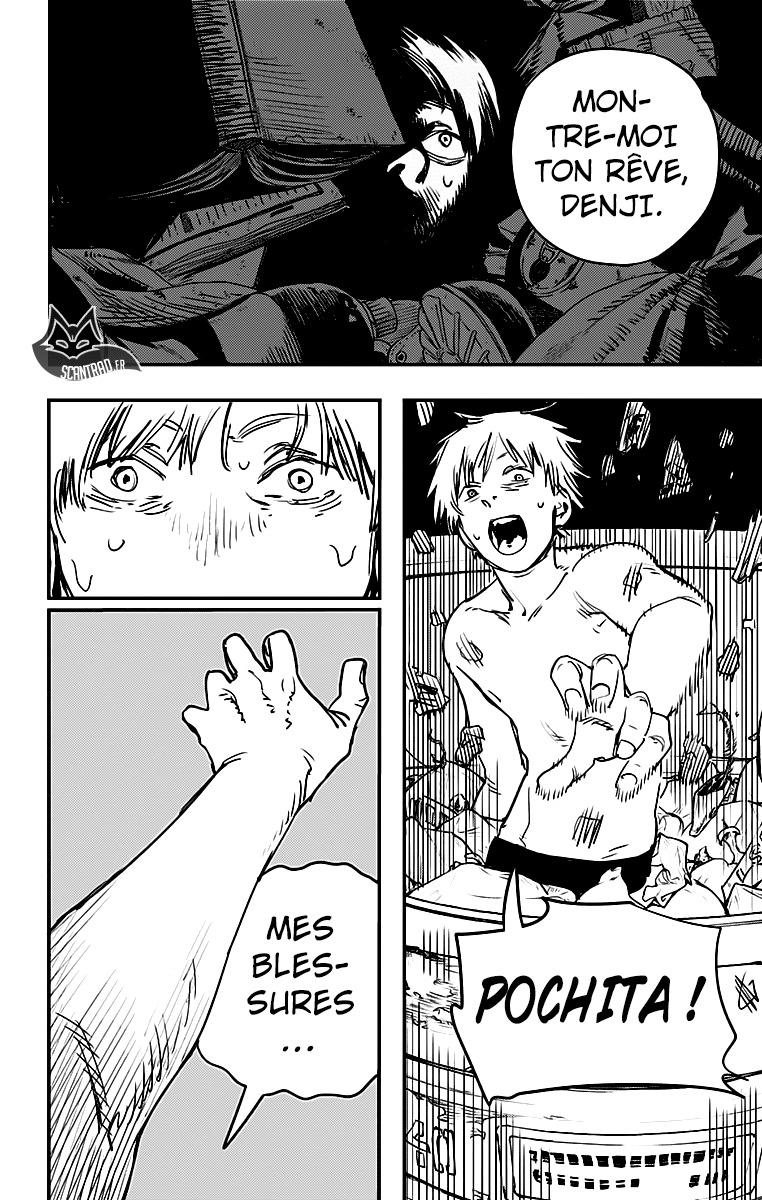 MON-
TRE-MOI
TON RÊVE,
DENJI.
SCANTRAD.FR
POCHITA !
MES
BLES-
SURES
...